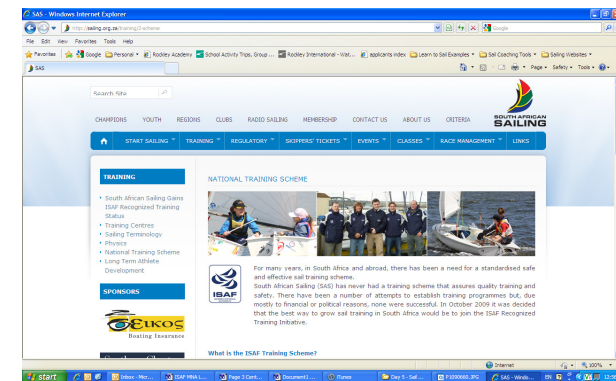 SAS - Windows Internet Explorer
http://sailing.org.za/training/2-scheme
Google
File Edit View Favorites Tools Help
Favorites Google Personal Rockley Academy School Activity Trips, Group ... Rockley International - Wat... applicants index Learn to Sail Examples Sail Coaching Tools Sailing Websites
SAS
Page Safety Tools
Search Site
SOUTH AFRICAN
SAILING
CHAMPIONS YOUTH REGIONS CLUBS RADIO SAILING MEMBERSHIP CONTACT US ABOUT US CRITERIA
START SAILING TRAINING REGULATORY SKIPPERS' TICKETS EVENTS CLASSES RACE MANAGEMENT LINKS
TRAINING
South African Sailing Gains
ISAF Recognized Training
Status
Training Centres
Sailing Terminology
Physics
National Training Scheme
Long Term Athlete
Development
SPONSORS
EIKOS
Boating Insurance
NATIONAL TRAINING SCHEME
ISAF
For many years, in South Africa and abroad, there has been a need for a standardised safe
and effective sail training scheme.
South African Sailing (SAS) has never had a training scheme that assures quality training and
safety. There have been a number of attempts to establish training programmes but, due
mostly to financial or political reasons, none were successful. In October 2009 it was decided
that the best way to grow sail training in South Africa would be to join the ISAF Recognized
Training Initiative.
What is the ISAF Training Scheme?
Internet 100%
start Inbox - Micr... ISAF MNA L... Page 3 Cent... Document1 ... iTunes Day 5 - Sail ... P1090660.JPG SAS - Windo... EN